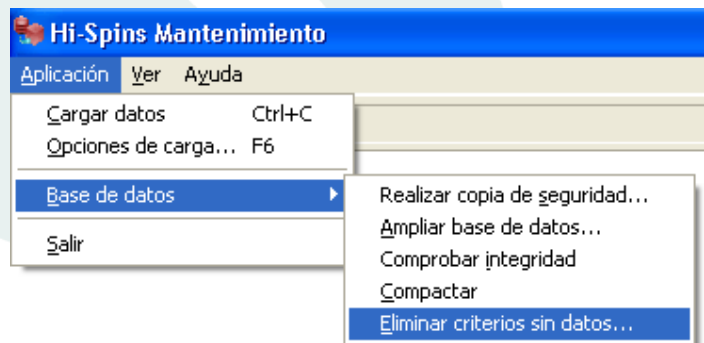 Hi-Spins Mantenimiento
Aplicación Ver Ayuda
Cargar datos Ctrl+C
Opciones de carga... F6
Base de datos
Salir
Realizar copia de seguridad...
Ampliar base de datos...
Comprobar integridad
Compactar
Eliminar criterios sin datos...